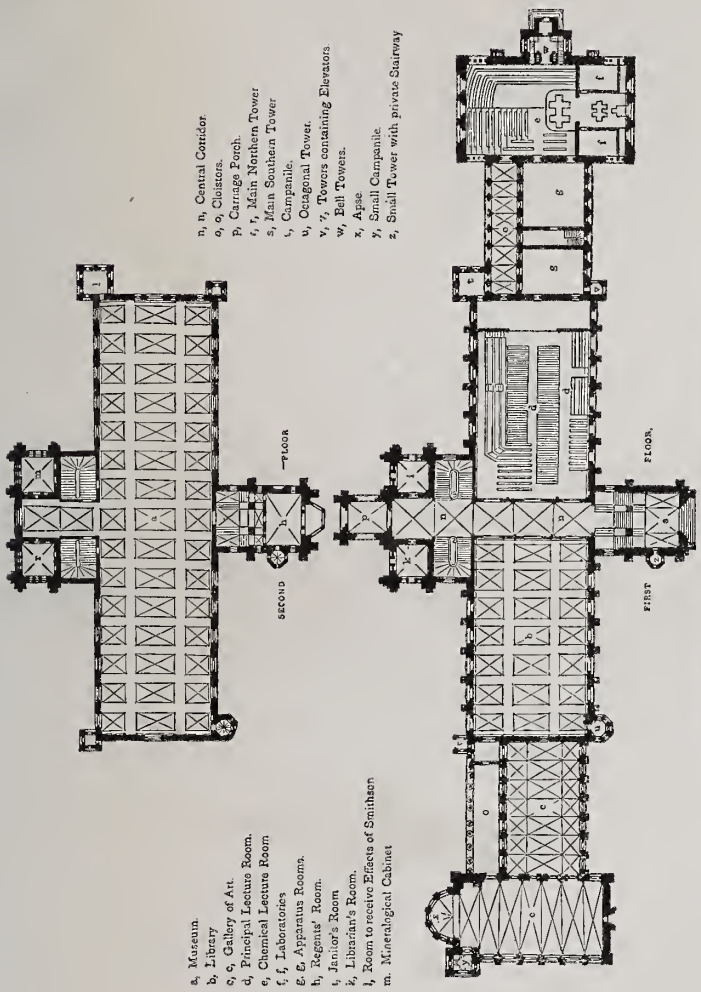 a, Museum.
b, Library
c, c, Gallery of Art.
d, Principal Lecture Room.
e, Chemical Lecture Room
f, f, Laboratories
g, g, Apparatus Rooms.
h, Regents' Room.
i, Janitor's Room
k, Librarian's Room.
l, Room to receive Effects of Smithson
m. Mineralogical Cabinet
n, n, Central Corridor.
o, o, Cloistors.
p, Carriage Porch.
r, r, Main Northern Tower
s, Main Southern Tower
t, Campanile.
u, Octagonal Tower.
v, v, Towers containing Elevators.
w, Bell Towers.
x, Apse.
y, Small Campanile.
z, Small Tower with private Stairway
r
m
l
a
h
SECOND —FLOOR
p
k
n
i
t
o
e
f
f
g
g
v
d
d
d
n
b
c
o
c
x
y
u
z
s
FIRST FLOOR.